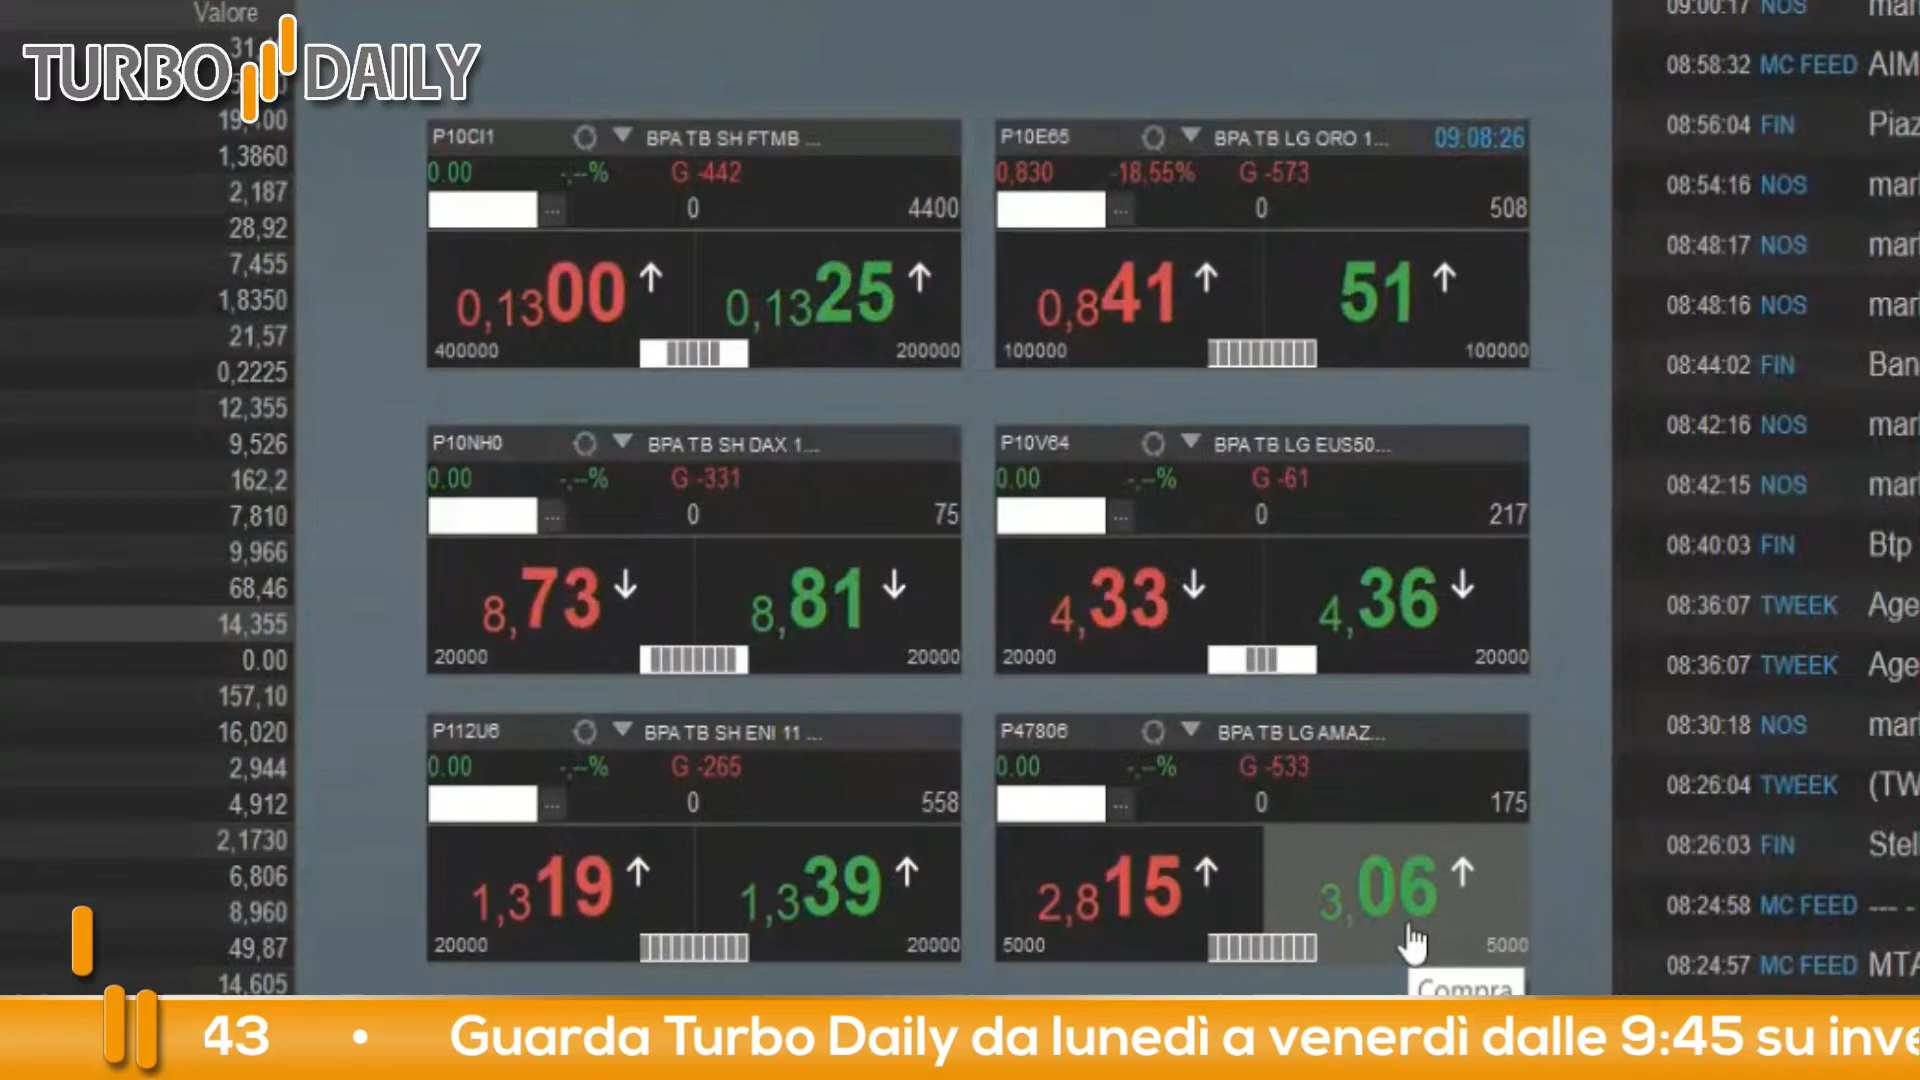 Valore
TURBO DAILY
19,100
1,3860
2,187
28,92
7,455
1,8350
21,57
0,2225
12,355
9,526
162,2
7,810
9,966
68,46
14,355
0.00
157,10
16,020
2,944
4,912
2,1730
6,806
8,960
49,87
14,605
P10CI1 BPA TB SH FTMB ...
0.00 -,--% G -442
... 0 4400
0,1300 0,1325
400000 200000
P10E65 BPA TB LG ORO 1... 09:08:26
0,830 -18,55% G -573
... 0 508
0,841 51
100000 100000
P10NH0 BPA TB SH DAX 1...
0.00 -,--% G -331
... 0 75
8,73 8,81
20000 20000
P10V64 BPA TB LG EUS50...
0.00 -,--% G -61
... 0 217
4,33 4,36
20000 20000
P112U6 BPA TB SH ENI 11 ...
0.00 -,--% G -265
... 0 558
1,319 1,339
20000 20000
P47806 BPA TB LG AMAZ...
0.00 -,--% G -533
... 0 175
2,815 3,06
5000 5000
Compra
09:00:17 NOS mar
08:58:32 MC FEED AIM
08:56:04 FIN Piaz
08:54:16 NOS mar
08:48:17 NOS mar
08:48:16 NOS mar
08:44:02 FIN Ban
08:42:16 NOS mar
08:42:15 NOS mar
08:40:03 FIN Btp
08:36:07 TWEEK Age
08:36:07 TWEEK Age
08:30:18 NOS mar
08:26:04 TWEEK (TW
08:26:03 FIN Stel
08:24:58 MC FEED --- -
08:24:57 MC FEED MTA
43 • Guarda Turbo Daily da lunedì a venerdì dalle 9:45 su inve